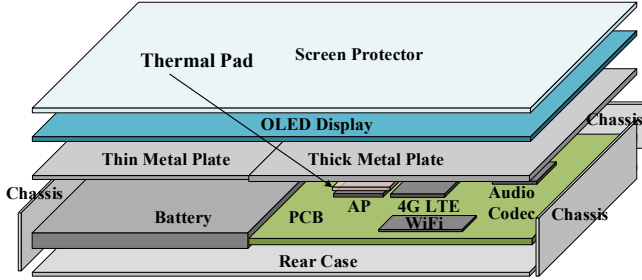 Screen Protector
Thermal Pad
OLED Display
Chassis
Thin Metal Plate
Thick Metal Plate
Chassis
Battery
PCB
AP
4G LTE
WiFi
Audio
Codec
Chassis
Rear Case